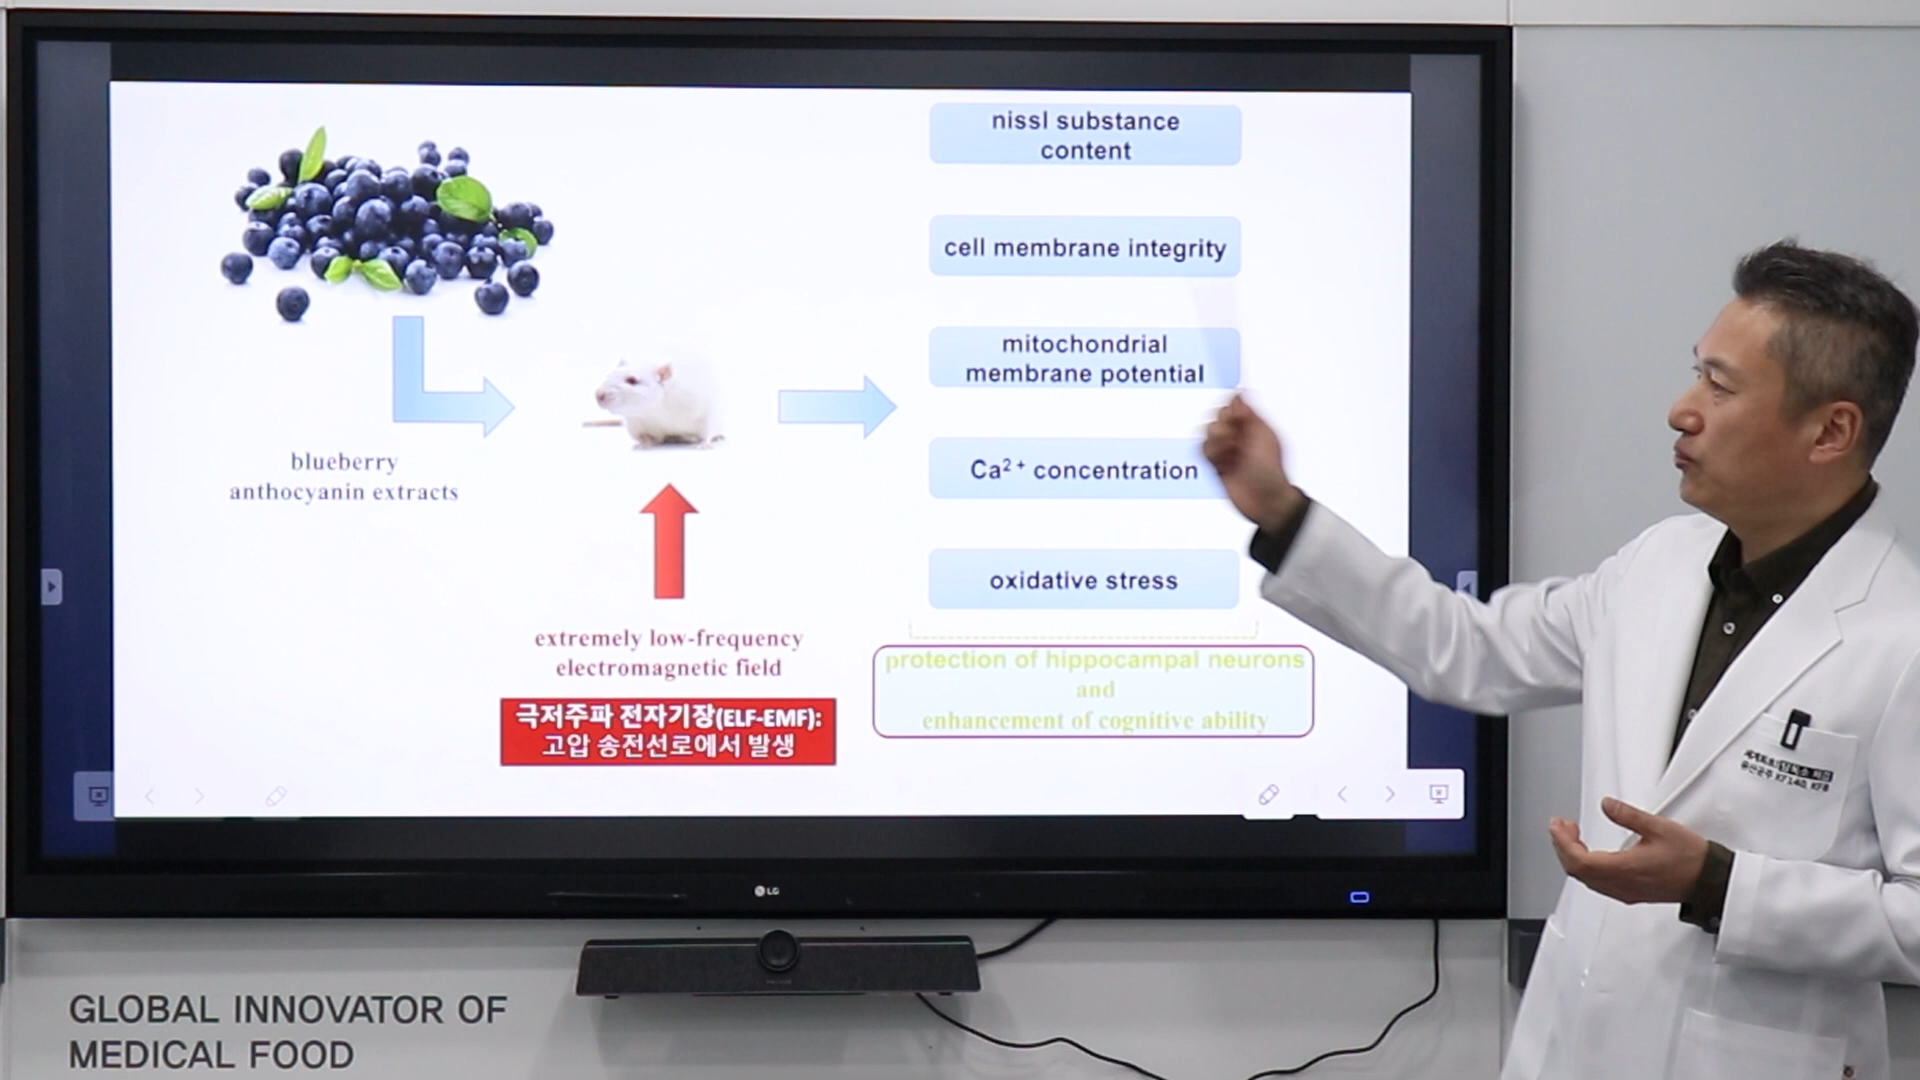 nissl substance
content
cell membrane integrity
mitochondrial
membrane potential
Ca²⁺ concentration
oxidative stress
blueberry
anthocyanin extracts
extremely low-frequency
electromagnetic field
극저주파 전자기장(ELF-EMF):
고압 송전선로에서 발생
protection of hippocampal neurons
and
enhancement of cognitive ability
LG
GLOBAL INNOVATOR OF
MEDICAL FOOD